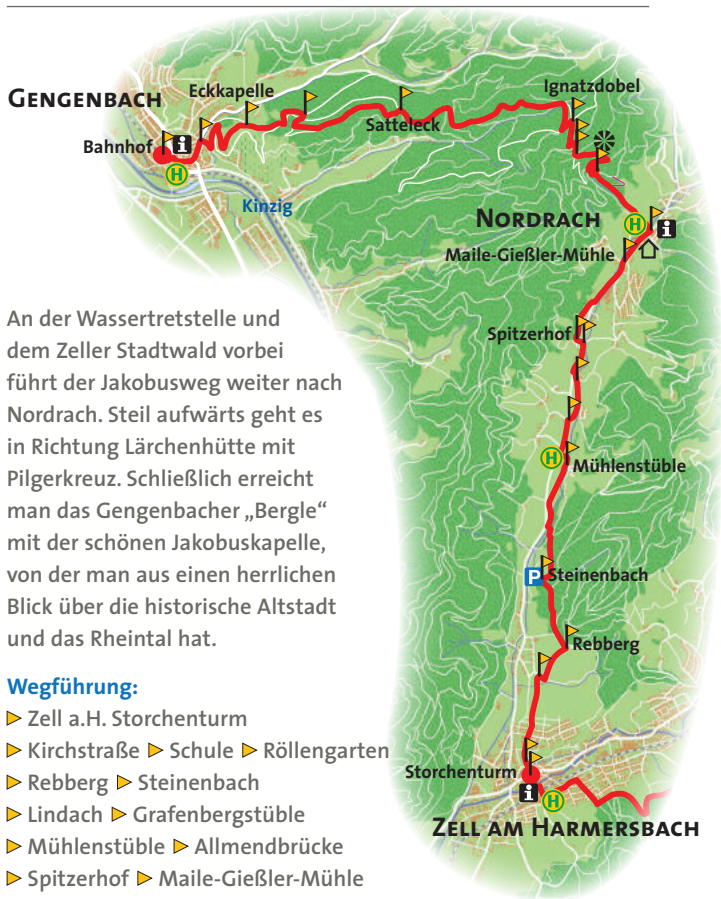 GENGENBACH
Eckkapelle
Ignatzdobel
Bahnhof
i
Satteleck
H
Kinzig
NORDRACH
H
i
Maile-Gießler-Mühle
An der Wassertretstelle und
dem Zeller Stadtwald vorbei
führt der Jakobusweg weiter nach
Nordrach. Steil aufwärts geht es
in Richtung Lärchenhütte mit
Pilgerkreuz. Schließlich erreicht
man das Gengenbacher „Bergle“
mit der schönen Jakobuskapelle,
von der man aus einen herrlichen
Blick über die historische Altstadt
und das Rheintal hat.
Spitzerhof
H
Mühlenstüble
P
Steinenbach
Rebberg
Storchenturm
i
H
ZELL AM HARMERSBACH
Wegführung:
Zell a.H. Storchenturm
Kirchstraße Schule Röllengarten
Rebberg Steinenbach
Lindach Grafenbergstüble
Mühlenstüble Allmendbrücke
Spitzerhof Maile-Gießler-Mühle